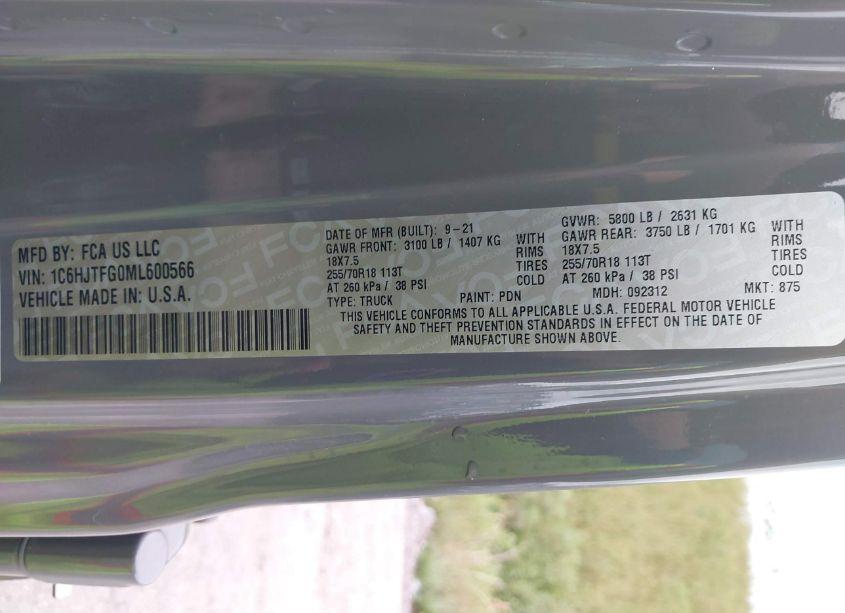 MFD BY: FCA US LLC
VIN: 1C6HJTFG0ML600566
VEHICLE MADE IN: U.S.A.
DATE OF MFR (BUILT): 9-21
GAWR FRONT: 3100 LB / 1407 KG WITH
18X7.5 RIMS
255/70R18 113T TIRES
AT 260 kPa / 38 PSI COLD
GVWR: 5800 LB / 2631 KG
GAWR REAR: 3750 LB / 1701 KG WITH
18X7.5 RIMS
255/70R18 113T TIRES
AT 260 kPa / 38 PSI COLD
TYPE: TRUCK PAINT: PDN MDH: 092312 MKT: 875
THIS VEHICLE CONFORMS TO ALL APPLICABLE U.S.A. FEDERAL MOTOR VEHICLE
SAFETY AND THEFT PREVENTION STANDARDS IN EFFECT ON THE DATE OF
MANUFACTURE SHOWN ABOVE.